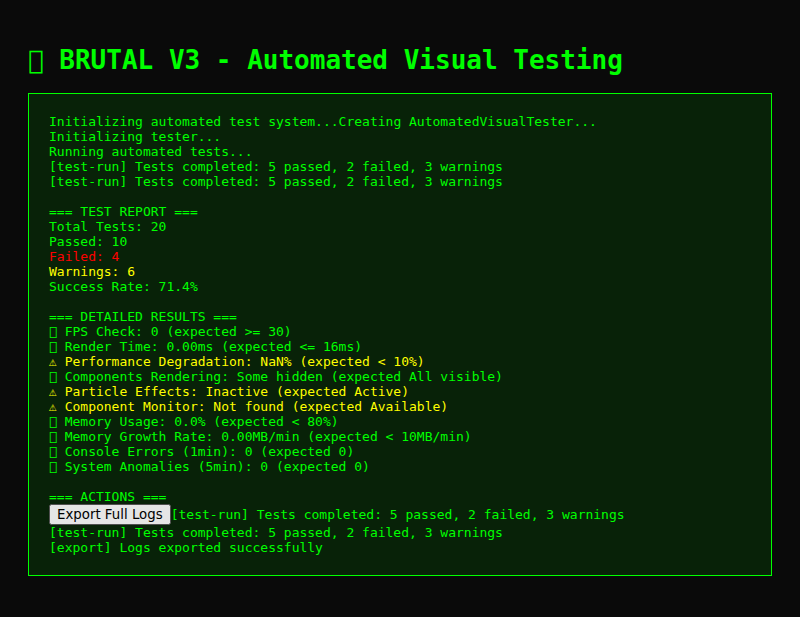 BRUTAL V3 - Automated Visual Testing
Initializing automated test system...Creating AutomatedVisualTester...
Initializing tester...
Running automated tests...
[test-run] Tests completed: 5 passed, 2 failed, 3 warnings
[test-run] Tests completed: 5 passed, 2 failed, 3 warnings
=== TEST REPORT ===
Total Tests: 20
Passed: 10
Failed: 4
Warnings: 6
Success Rate: 71.4%
=== DETAILED RESULTS ===
FPS Check: 0 (expected >= 30)
Render Time: 0.00ms (expected <= 16ms)
⚠ Performance Degradation: NaN% (expected < 10%)
Components Rendering: Some hidden (expected All visible)
⚠ Particle Effects: Inactive (expected Active)
⚠ Component Monitor: Not found (expected Available)
Memory Usage: 0.0% (expected < 80%)
Memory Growth Rate: 0.00MB/min (expected < 10MB/min)
Console Errors (1min): 0 (expected 0)
System Anomalies (5min): 0 (expected 0)
=== ACTIONS ===
Export Full Logs [test-run] Tests completed: 5 passed, 2 failed, 3 warnings
[test-run] Tests completed: 5 passed, 2 failed, 3 warnings
[export] Logs exported successfully